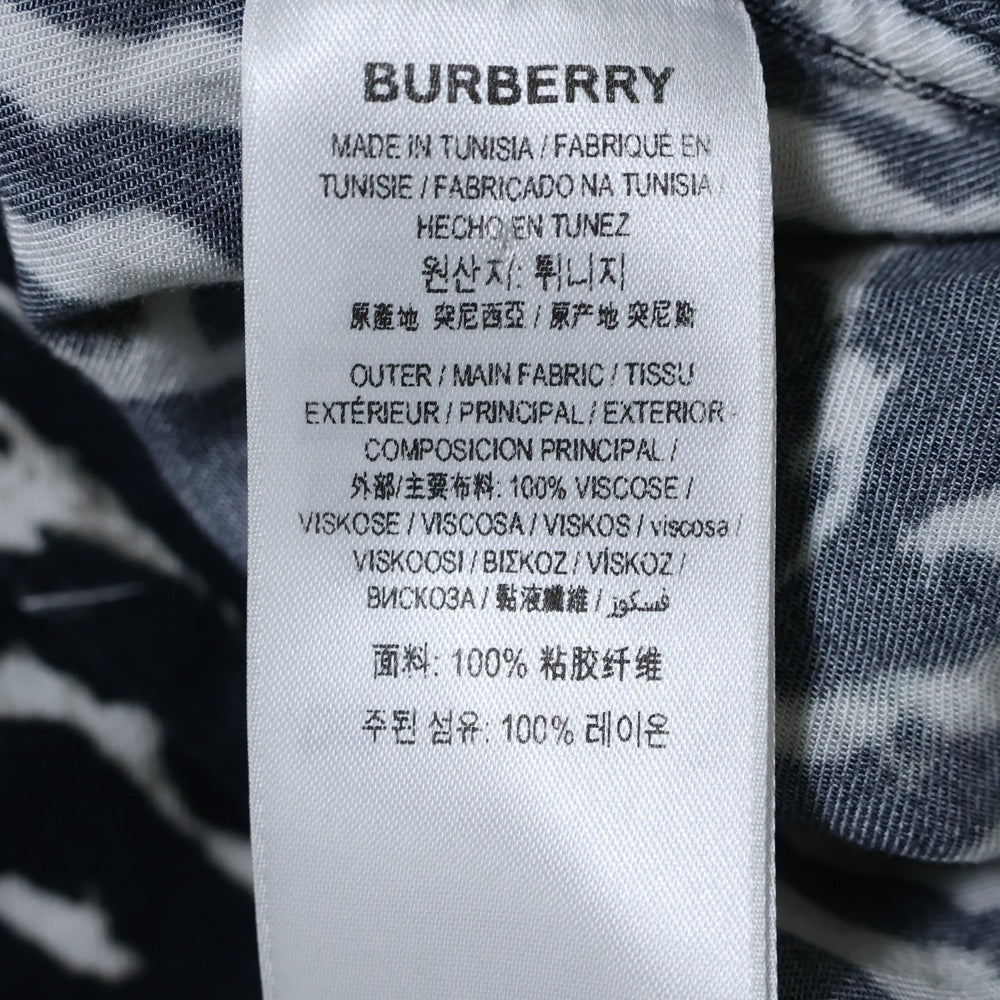 BURBERRY
MADE IN TUNISIA / FABRIQUE EN
TUNISIE / FABRICADO NA TUNISIA /
HECHO EN TUNEZ
원산지: 튀니지
原產地 突尼西亞 / 原产地 突尼斯
OUTER / MAIN FABRIC / TISSU
EXTÉRIEUR / PRINCIPAL / EXTERIOR -
COMPOSICION PRINCIPAL /
外部/主要布料: 100% VISCOSE /
VISKOSE / VISCOSA / VISKOS / viscosa /
VISKOOSI / ΒΙΣΚΟΖ / VİSKOZ /
ВИСКОЗА / 黏液纖維 / فسكوز
面料: 100% 粘胶纤维
주된 섬유: 100% 레이온